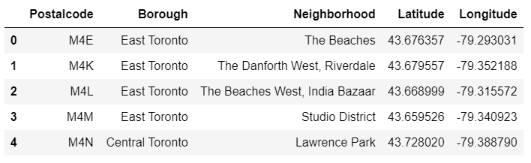 Postalcode Borough Neighborhood Latitude Longitude
0 M4E East Toronto The Beaches 43.676357 -79.293031
1 M4K East Toronto The Danforth West, Riverdale 43.679557 -79.352188
2 M4L East Toronto The Beaches West, India Bazaar 43.668999 -79.315572
3 M4M East Toronto Studio District 43.659526 -79.340923
4 M4N Central Toronto Lawrence Park 43.728020 -79.388790